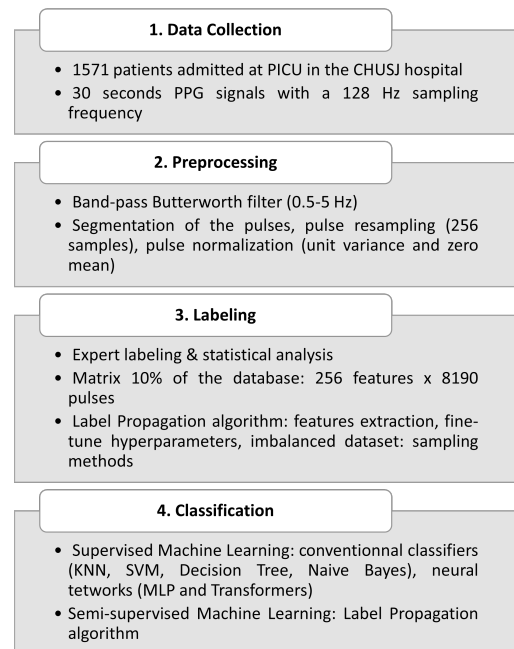 1. Data Collection
• 1571 patients admitted at PICU in the CHUSJ hospital
• 30 seconds PPG signals with a 128 Hz sampling
frequency
2. Preprocessing
• Band-pass Butterworth filter (0.5-5 Hz)
• Segmentation of the pulses, pulse resampling (256
samples), pulse normalization (unit variance and zero
mean)
3. Labeling
• Expert labeling & statistical analysis
• Matrix 10% of the database: 256 features x 8190
pulses
• Label Propagation algorithm: features extraction, fine-
tune hyperparameters, imbalanced dataset: sampling
methods
4. Classification
• Supervised Machine Learning: conventionnal classifiers
(KNN, SVM, Decision Tree, Naive Bayes), neural
tetworks (MLP and Transformers)
• Semi-supervised Machine Learning: Label Propagation
algorithm